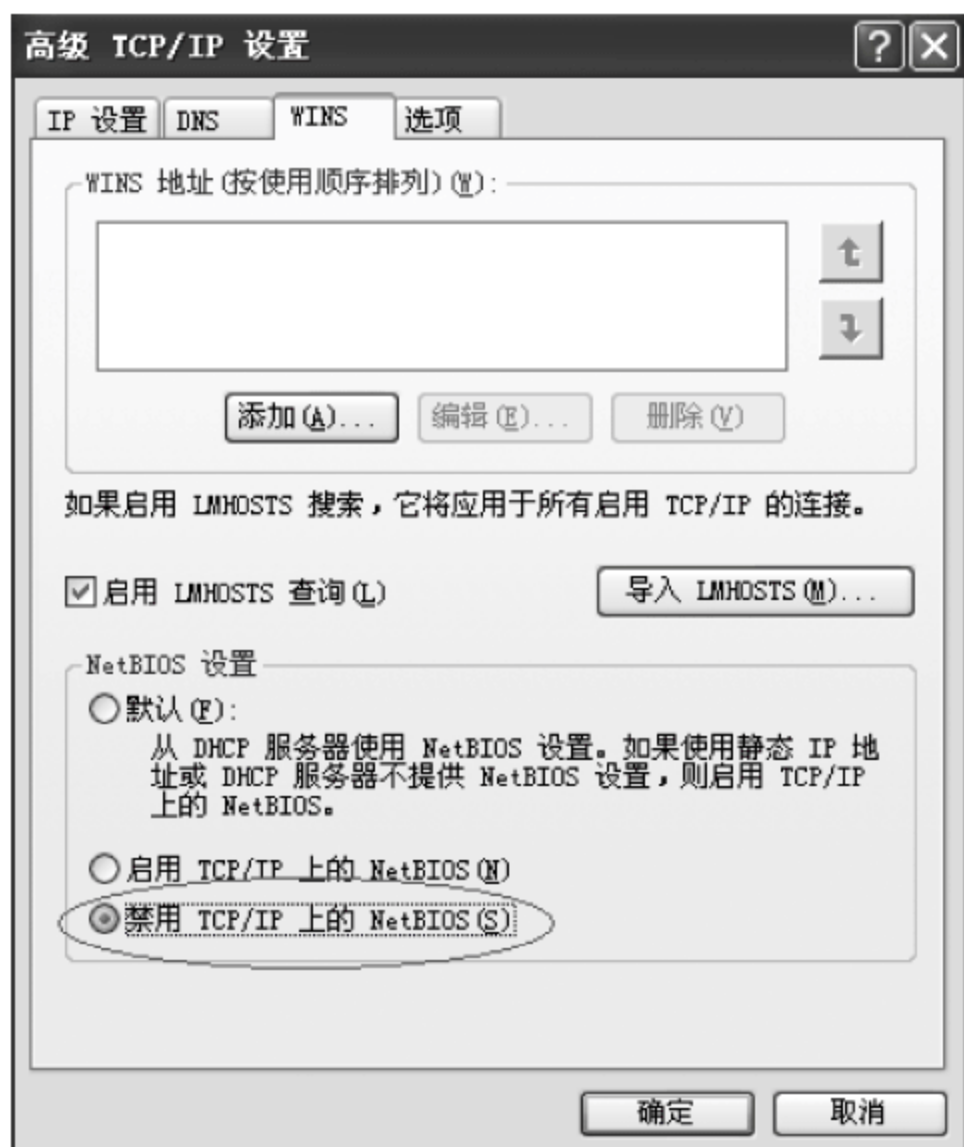 高级 TCP/IP 设置
IP 设置 DNS WINS 选项
WINS 地址(按使用顺序排列)(W):
添加(A)... 编辑(E)... 删除(V)
如果启用 LMHOSTS 搜索，它将应用于所有启用 TCP/IP 的连接。
启用 LMHOSTS 查询(L) 导入 LMHOSTS(M)...
NetBIOS 设置
默认(F):
从 DHCP 服务器使用 NetBIOS 设置。如果使用静态 IP 地
址或 DHCP 服务器不提供 NetBIOS 设置，则启用 TCP/IP
上的 NetBIOS。
启用 TCP/IP 上的 NetBIOS(N)
禁用 TCP/IP 上的 NetBIOS(S)
确定 取消